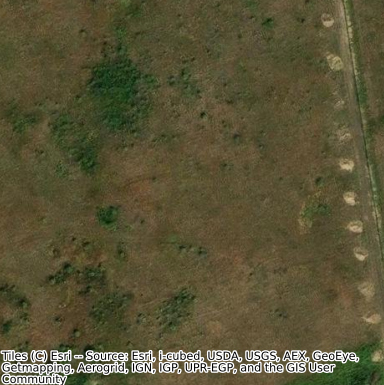 Tiles (C) Esri -- Source: Esri, i-cubed, USDA, USGS, AEX, GeoEye,
Getmapping, Aerogrid, IGN, IGP, UPR-EGP, and the GIS User
Community